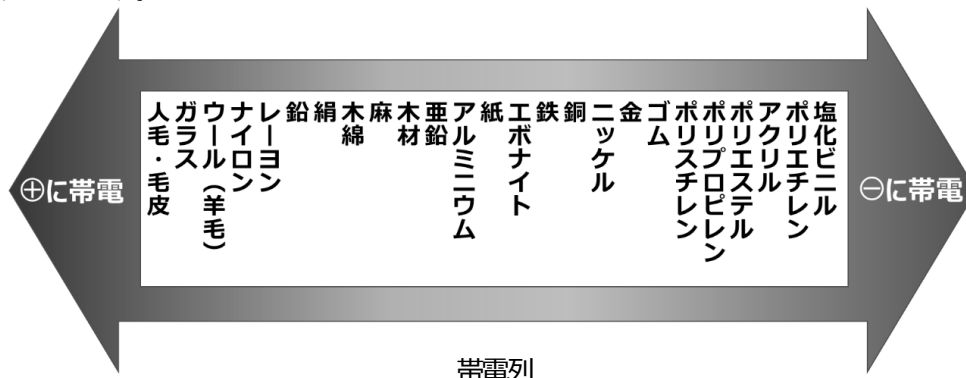 ⊕に帯電
人毛・毛皮
ガラス
ウール（羊毛）
ナイロン
レーヨン
鉛
絹
木綿
麻
木材
亜鉛
アルミニウム
紙
エボナイト
鉄
銅
ニッケル
金
ゴム
ポリスチレン
ポリプロピレン
ポリエステル
アクリル
ポリエチレン
塩化ビニル
⊖に帯電
帯電列